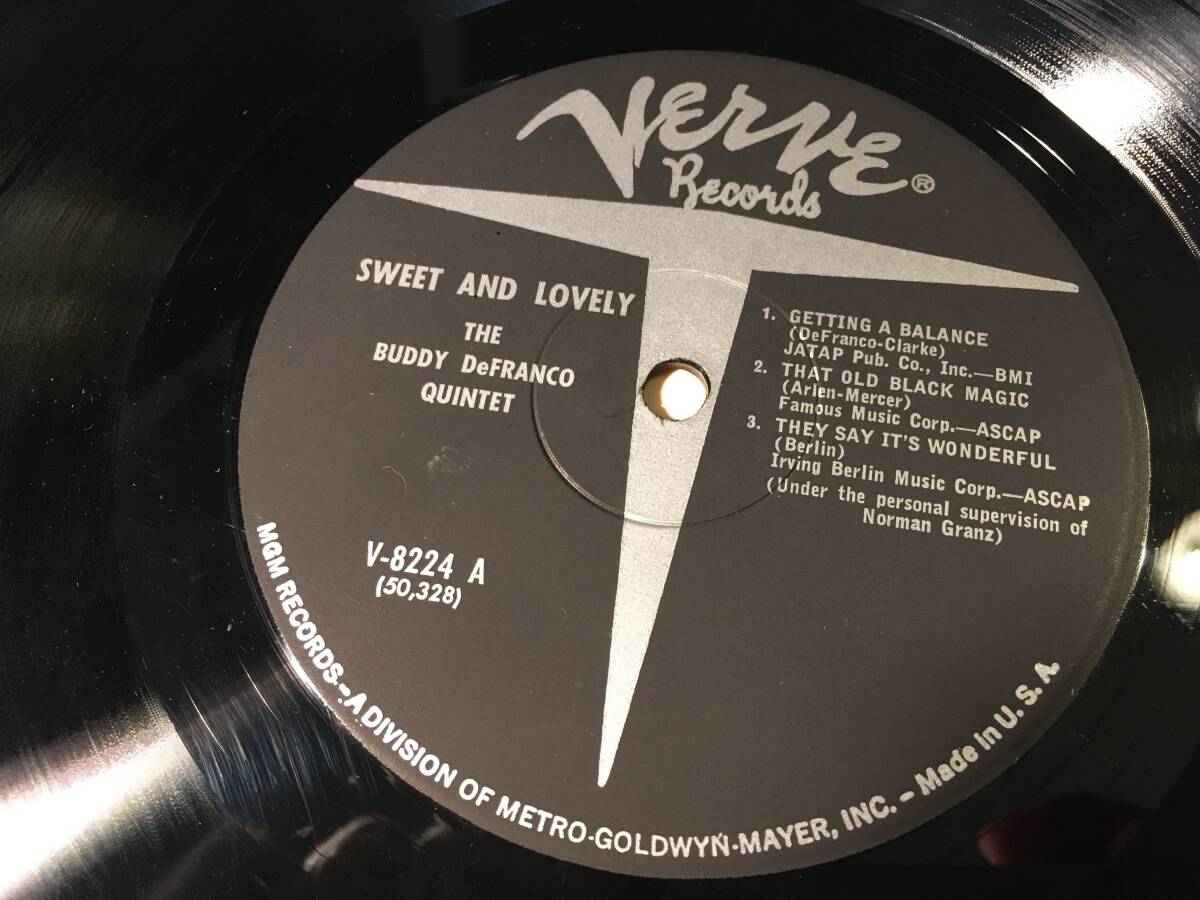 Verve
Records ®
SWEET AND LOVELY
THE
BUDDY DeFRANCO
QUINTET
1. GETTING A BALANCE
(DeFranco-Clarke)
JATAP Pub. Co., Inc.—BMI
2. THAT OLD BLACK MAGIC
(Arlen-Mercer)
Famous Music Corp.—ASCAP
3. THEY SAY IT'S WONDERFUL
(Berlin)
Irving Berlin Music Corp.—ASCAP
(Under the personal supervision of
Norman Granz)
V-8224 A
(50,328)
MGM RECORDS - A DIVISION OF METRO-GOLDWYN-MAYER, INC. - Made in U. S. A.